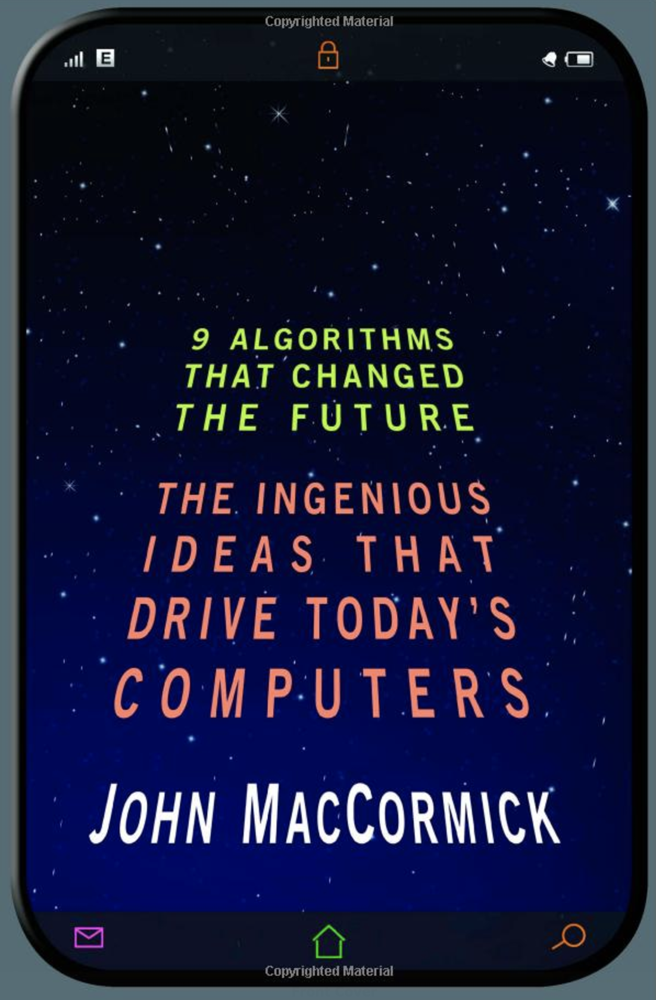 Copyrighted Material
E
9 ALGORITHMS
THAT CHANGED
THE FUTURE
THE INGENIOUS
IDEAS THAT
DRIVE TODAY'S
COMPUTERS
JOHN MACCORMICK
Copyrighted Material